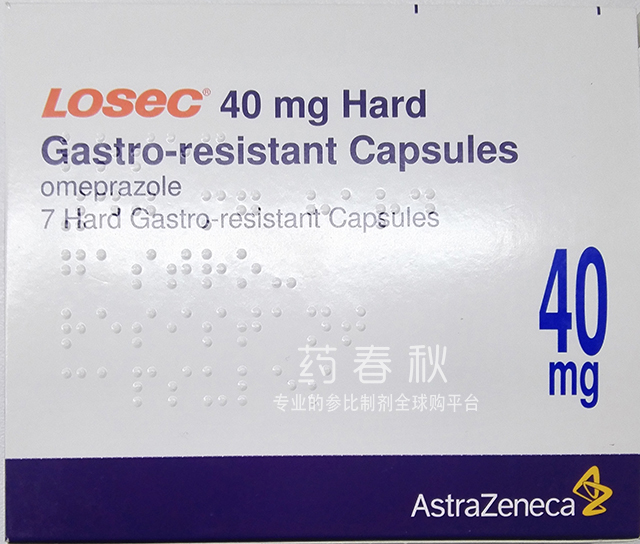 Losec® 40 mg Hard
Gastro-resistant Capsules
omeprazole
7 Hard Gastro-resistant Capsules
40
mg
药春秋
专业的参比制剂全球购平台
AstraZeneca